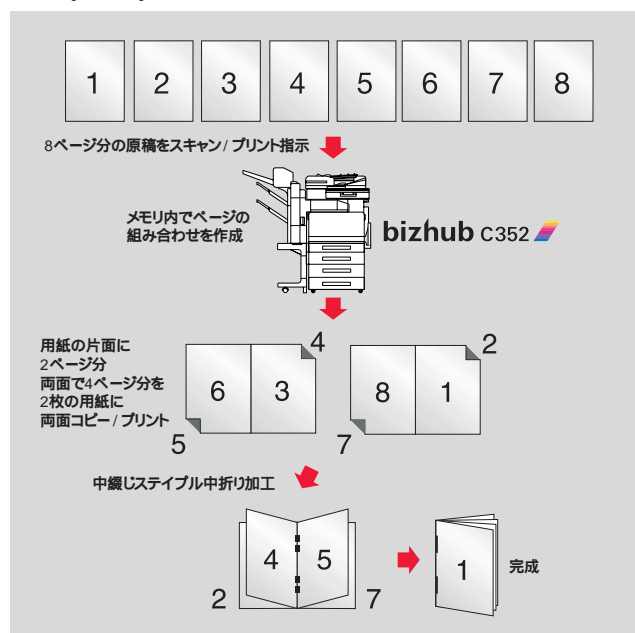 1 2 3 4 5 6 7 8
8ページ分の原稿をスキャン/プリント指示
メモリ内でページの
組み合わせを作成
bizhub C352
用紙の片面に
2ページ分
両面で4ページ分を
2枚の用紙に
両面コピー/プリント
4
6 3
5
2
8 1
7
中綴じステイプル中折り加工
4 5
2 7
1
完成